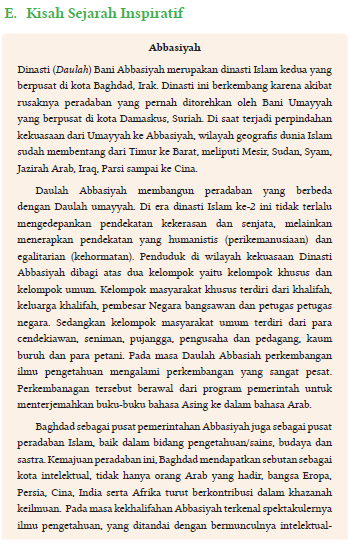 E. Kisah Sejarah Inspiratif
Abbasiyah
Dinasti (Daulah) Bani Abbasiyah merupakan dinasti Islam kedua yang
berpusat di kota Baghdad, Irak. Dinasti ini berkembang karena akibat
rusaknya peradaban yang pernah ditorehkan oleh Bani Umayyah
yang berpusat di kota Damaskus, Suriah. Di saat terjadi perpindahan
kekuasaan dari Umayyah ke Abbasiyah, wilayah geografis dunia Islam
sudah membentang dari Timur ke Barat, meliputi Mesir, Sudan, Syam,
Jazirah Arab, Iraq, Parsi sampai ke Cina.
Daulah Abbasiyah membangun peradaban yang berbeda
dengan Daulah umayyah. Di era dinasti Islam ke-2 ini tidak terlalu
mengedepankan pendekatan kekerasan dan senjata, melainkan
menerapkan pendekatan yang humanistis (perikemanusiaan) dan
egalitarian (kehormatan). Penduduk di wilayah kekuasaan Dinasti
Abbasiyah dibagi atas dua kelompok yaitu kelompok khusus dan
kelompok umum. Kelompok masyarakat khusus terdiri dari khalifah,
keluarga khalifah, pembesar Negara bangsawan dan petugas petugas
negara. Sedangkan kelompok masyarakat umum terdiri dari para
cendekiawan, seniman, pujangga, pengusaha dan pedagang, kaum
buruh dan para petani. Pada masa Daulah Abbasiah perkembangan
ilmu pengetahuan mengalami perkembangan yang sangat pesat.
Perkembanagan tersebut berawal dari program pemerintah untuk
menterjemahkan buku-buku bahasa Asing ke dalam bahasa Arab.
Baghdad sebagai pusat pemerintahan Abbasiyah juga sebagai pusat
peradaban Islam, baik dalam bidang pengetahuan/sains, budaya dan
sastra. Kemajuan peradaban ini, Baghdad mendapatkan sebutan sebagai
kota intelektual, tidak hanya orang Arab yang hadir, bangsa Eropa,
Persia, Cina, India serta Afrika turut berkontribusi dalam khazanah
keilmuan. Pada masa kekhalifahan Abbasiyah terkenal spektakulernya
ilmu pengetahuan, yang ditandai dengan bermunculnya intelektual-